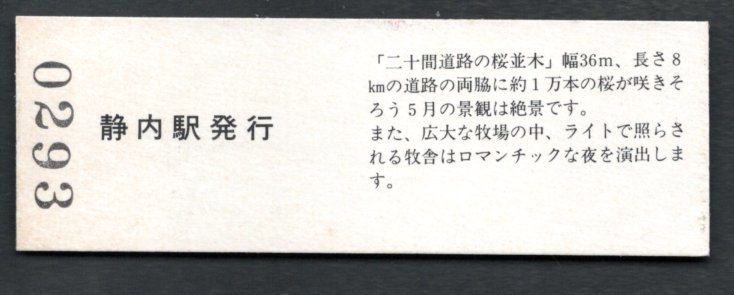 0293
静内駅発行
「二十間道路の桜並木」幅36m、長さ8
kmの道路の両脇に約1万本の桜が咲きそ
ろう5月の景観は絶景です。
また、広大な牧場の中、ライトで照らさ
れる牧舎はロマンチックな夜を演出しま
す。